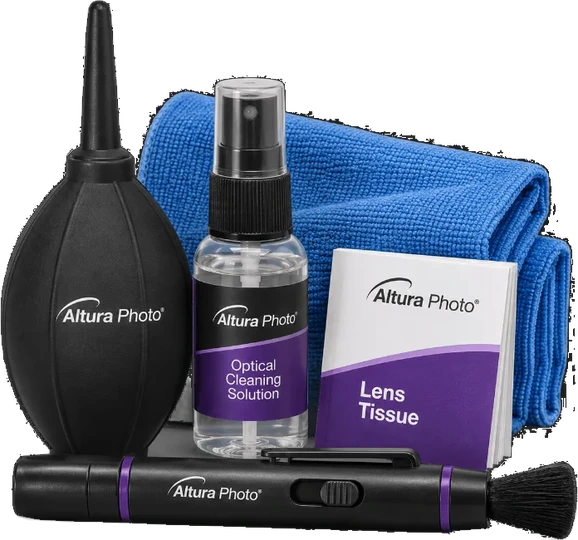 Altura Photo®
Altura Photo®
Optical
Cleaning
Solution
Altura Photo®
Lens
Tissue
Altura Photo®